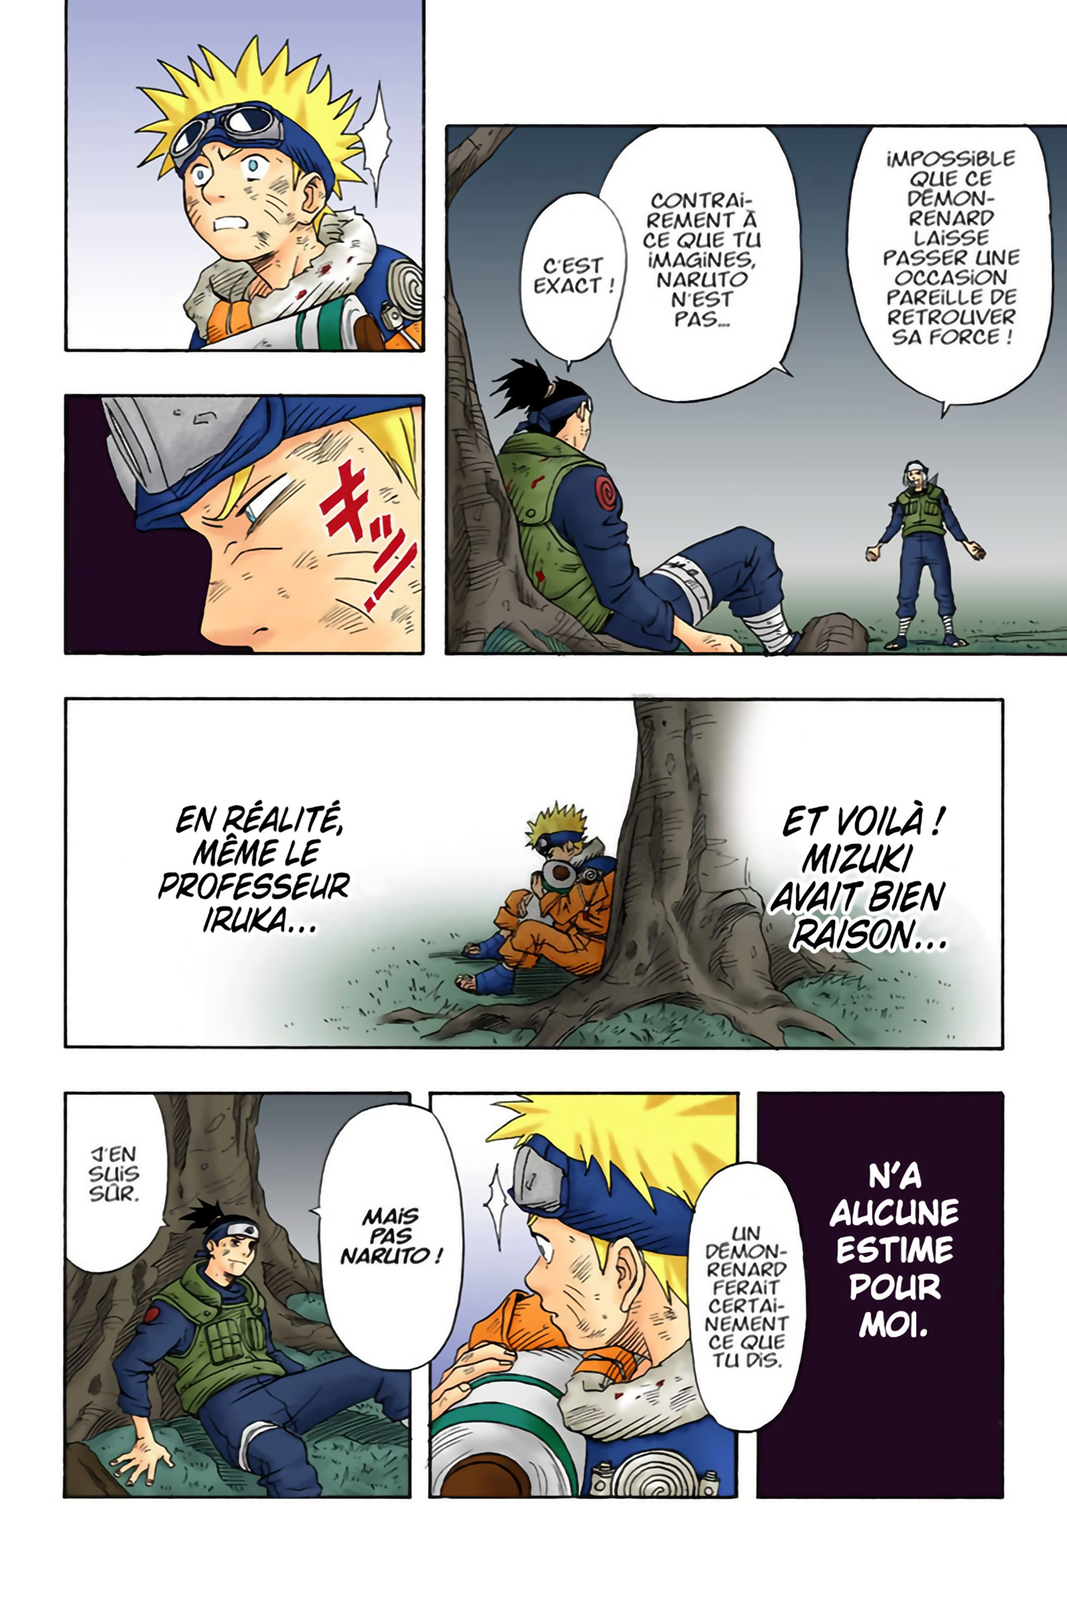 IMPOSSIBLE
QUE CE
DÉMON-
RENARD
LAISSE
PASSER UNE
OCCASION
PAREILLE DE
RETROUVER
SA FORCE !
CONTRAI-
REMENT À
CE QUE TU
IMAGINES,
NARUTO
N'EST
PAS...
C'EST
EXACT !
キッ!!
ET VOILÀ !
MIZUKI
AVAIT BIEN
RAISON...
EN RÉALITÉ,
MÊME LE
PROFESSEUR
IRUKA...
N'A
AUCUNE
ESTIME
POUR
MOI.
UN
DÉMON-
RENARD
FERAIT
CERTAI-
NEMENT
CE QUE
TU DIS.
MAIS
PAS
NARUTO !
J'EN
SUIS
SÛR.